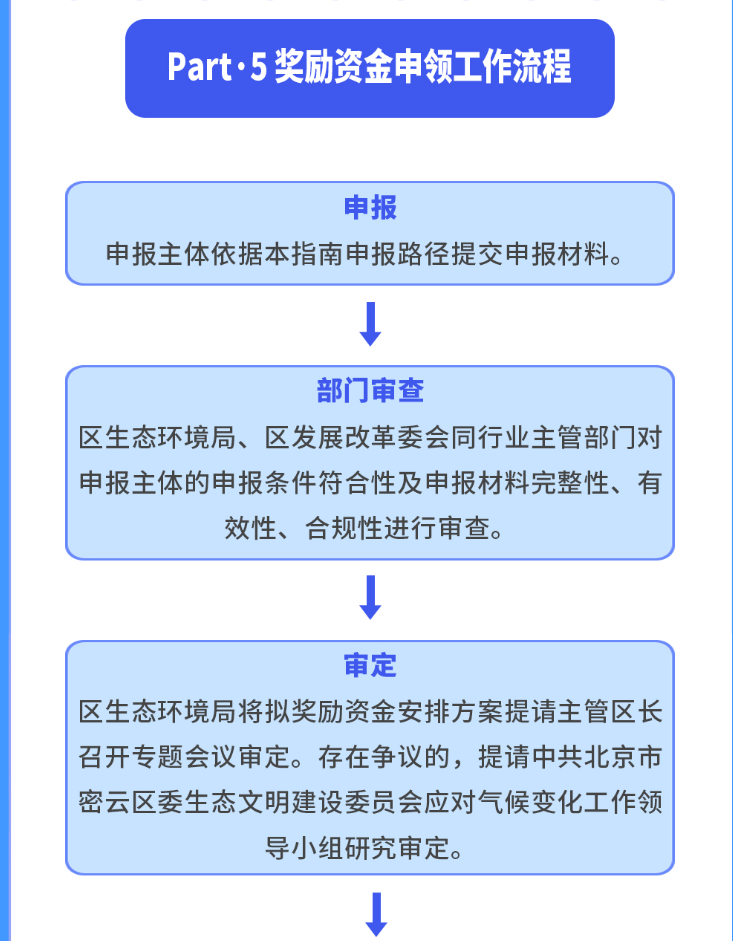 Part·5 奖励资金申领工作流程
申报
申报主体依据本指南申报路径提交申报材料。
部门审查
区生态环境局、区发展改革委会同行业主管部门对
申报主体的申报条件符合性及申报材料完整性、有
效性、合规性进行审查。
审定
区生态环境局将拟奖励资金安排方案提请主管区长
召开专题会议审定。存在争议的，提请中共北京市
密云区委生态文明建设委员会应对气候变化工作领
导小组研究审定。